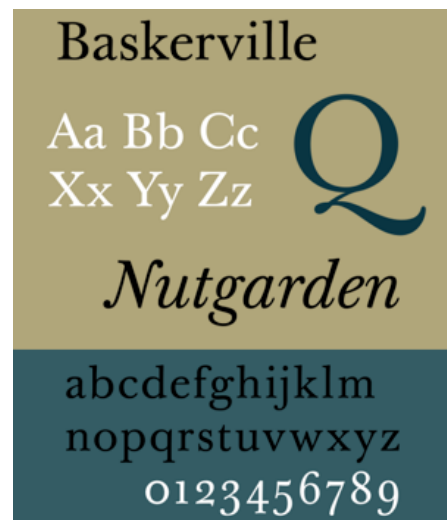 Baskerville
Aa Bb Cc
Xx Yy Zz
Q
Nutgarden
abcdefghijklm
nopqrstuvwxyz
0123456789